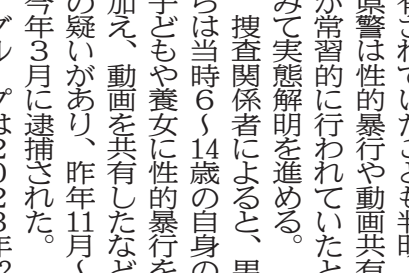 有されていたことも判明
県警は性的暴行や動画共有
が常習的に行われていたと
みて実態解明を進める。
捜査関係者によると、男
らは当時６〜14歳の自身の
子どもや養女に性的暴行を
加え、動画を共有したなど
の疑いがあり、昨年11月〜
今年３月に逮捕された。
グループは２０２３年